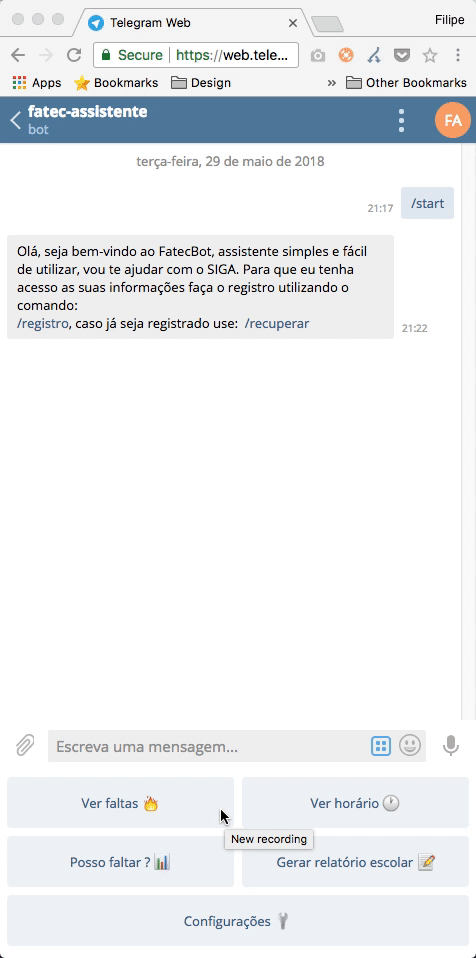 Telegram Web
Filipe
Secure
https://web.tele...
Apps
Bookmarks
Design
»
Other Bookmarks
fatec-assistente
bot
FA
terça-feira, 29 de maio de 2018
21:17
/start
Olá, seja bem-vindo ao FatecBot, assistente simples e fácil
de utilizar, vou te ajudar com o SIGA. Para que eu tenha
acesso as suas informações faça o registro utilizando o
comando:
/registro, caso já seja registrado use: /recuperar
21:22
Escreva uma mensagem...
Ver faltas 🔥
Ver horário 🕐
New recording
Posso faltar ? 📊
Gerar relatório escolar 📝
Configurações 🔧